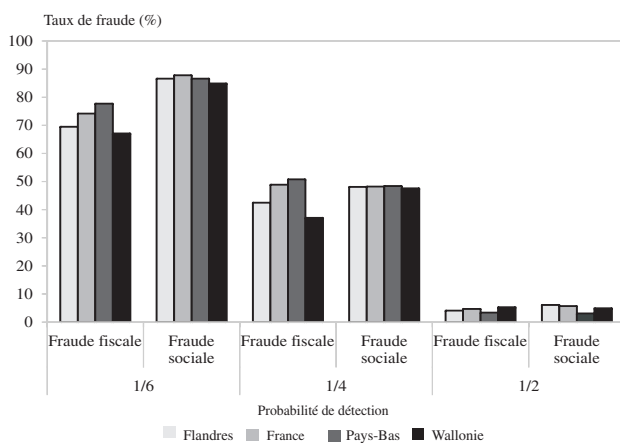 Taux de fraude (%)
100
90
80
70
60
50
40
30
20
10
0
Fraude fiscale Fraude sociale Fraude fiscale Fraude sociale Fraude fiscale Fraude sociale
1/6 1/4 1/2
Probabilité de détection
Flandres France Pays-Bas Wallonie